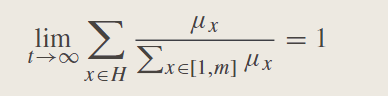 lim_{t→∞} ∑_{x∈H} μ_x / ∑_{x∈[1,m]} μ_x = 1